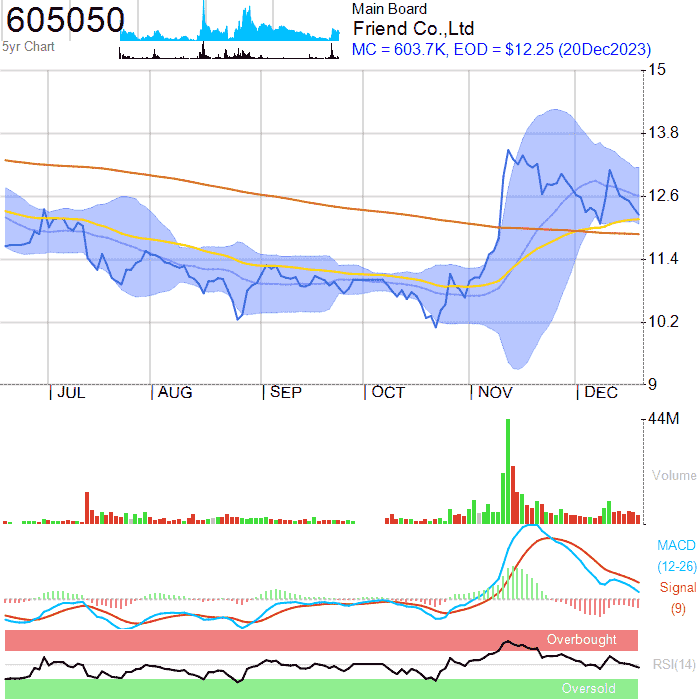 605050
5yr Chart
Main Board
Friend Co.,Ltd
MC = 603.7K, EOD = $12.25 (20Dec2023)
15
13.8
12.6
11.4
10.2
9
JUL AUG SEP OCT NOV DEC
44M
Volume
MACD
(12-26)
Signal
(9)
Overbought
RSI(14)
Oversold